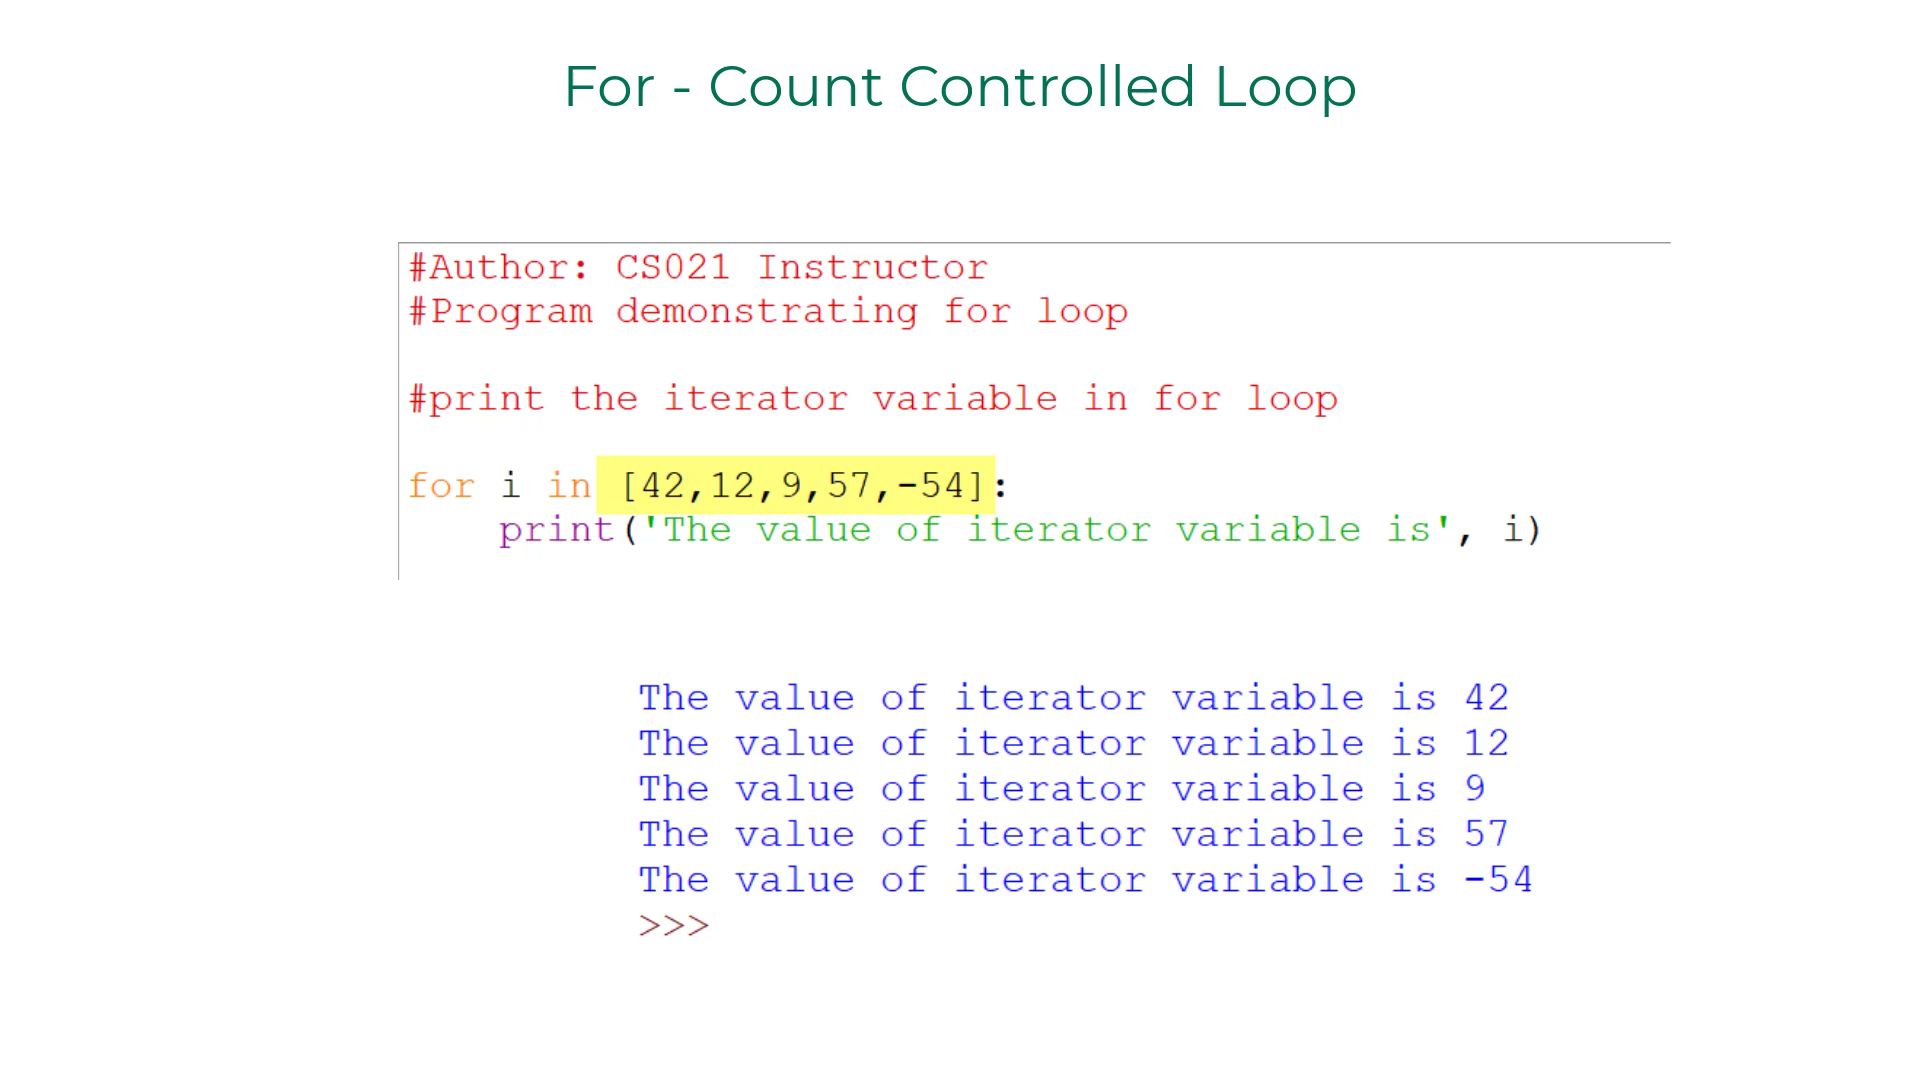 For - Count Controlled Loop
#Author: CS021 Instructor
#Program demonstrating for loop
#print the iterator variable in for loop
for i in [42,12,9,57,-54]:
    print('The value of iterator variable is', i)
The value of iterator variable is 42
The value of iterator variable is 12
The value of iterator variable is 9
The value of iterator variable is 57
The value of iterator variable is -54
>>>